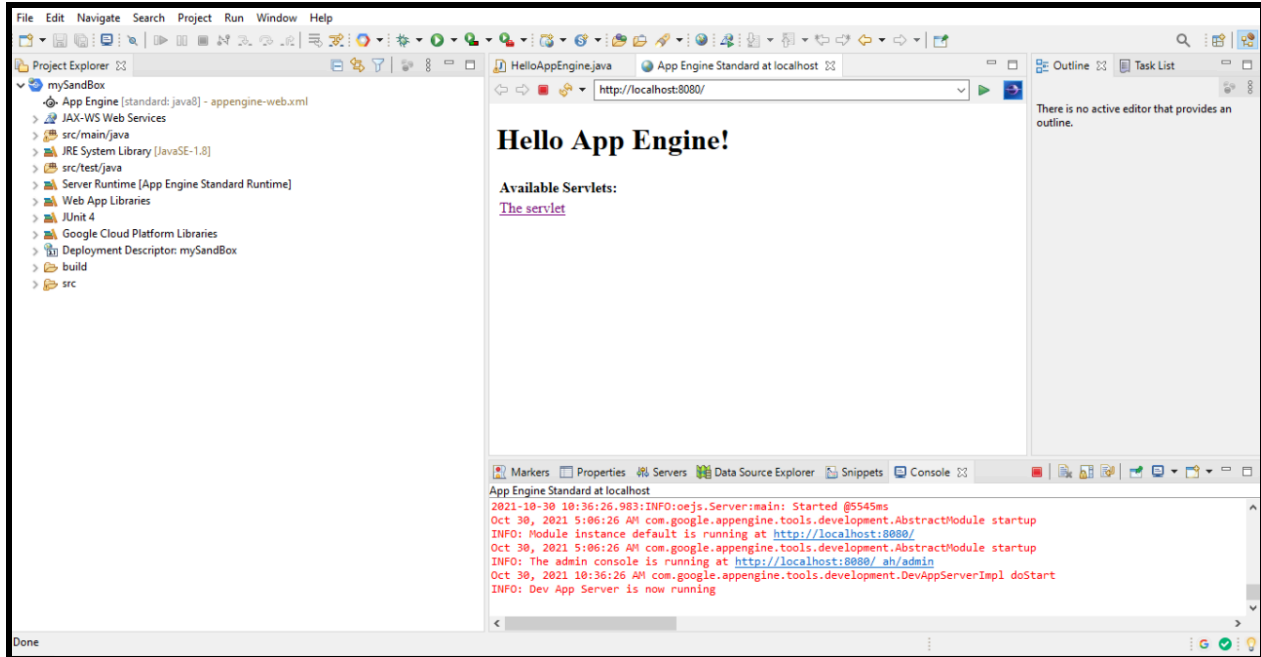 File Edit Navigate Search Project Run Window Help
Project Explorer
mySandBox
App Engine [standard: java8] - appengine-web.xml
JAX-WS Web Services
src/main/java
JRE System Library [JavaSE-1.8]
src/test/java
Server Runtime [App Engine Standard Runtime]
Web App Libraries
JUnit 4
Google Cloud Platform Libraries
Deployment Descriptor: mySandBox
build
src
HelloAppEngine.java App Engine Standard at localhost
http://localhost:8080/
Hello App Engine!
Available Servlets:
The servlet
Outline Task List
There is no active editor that provides an
outline.
Markers Properties Servers Data Source Explorer Snippets Console
App Engine Standard at localhost
2021-10-30 10:36:26.983:INFO:oejs.Server:main: Started @5545ms
Oct 30, 2021 5:06:26 AM com.google.appengine.tools.development.AbstractModule startup
INFO: Module instance default is running at http://localhost:8080/
Oct 30, 2021 5:06:26 AM com.google.appengine.tools.development.AbstractModule startup
INFO: The admin console is running at http://localhost:8080/_ah/admin
Oct 30, 2021 10:36:26 AM com.google.appengine.tools.development.DevAppServerImpl doStart
INFO: Dev App Server is now running
Done